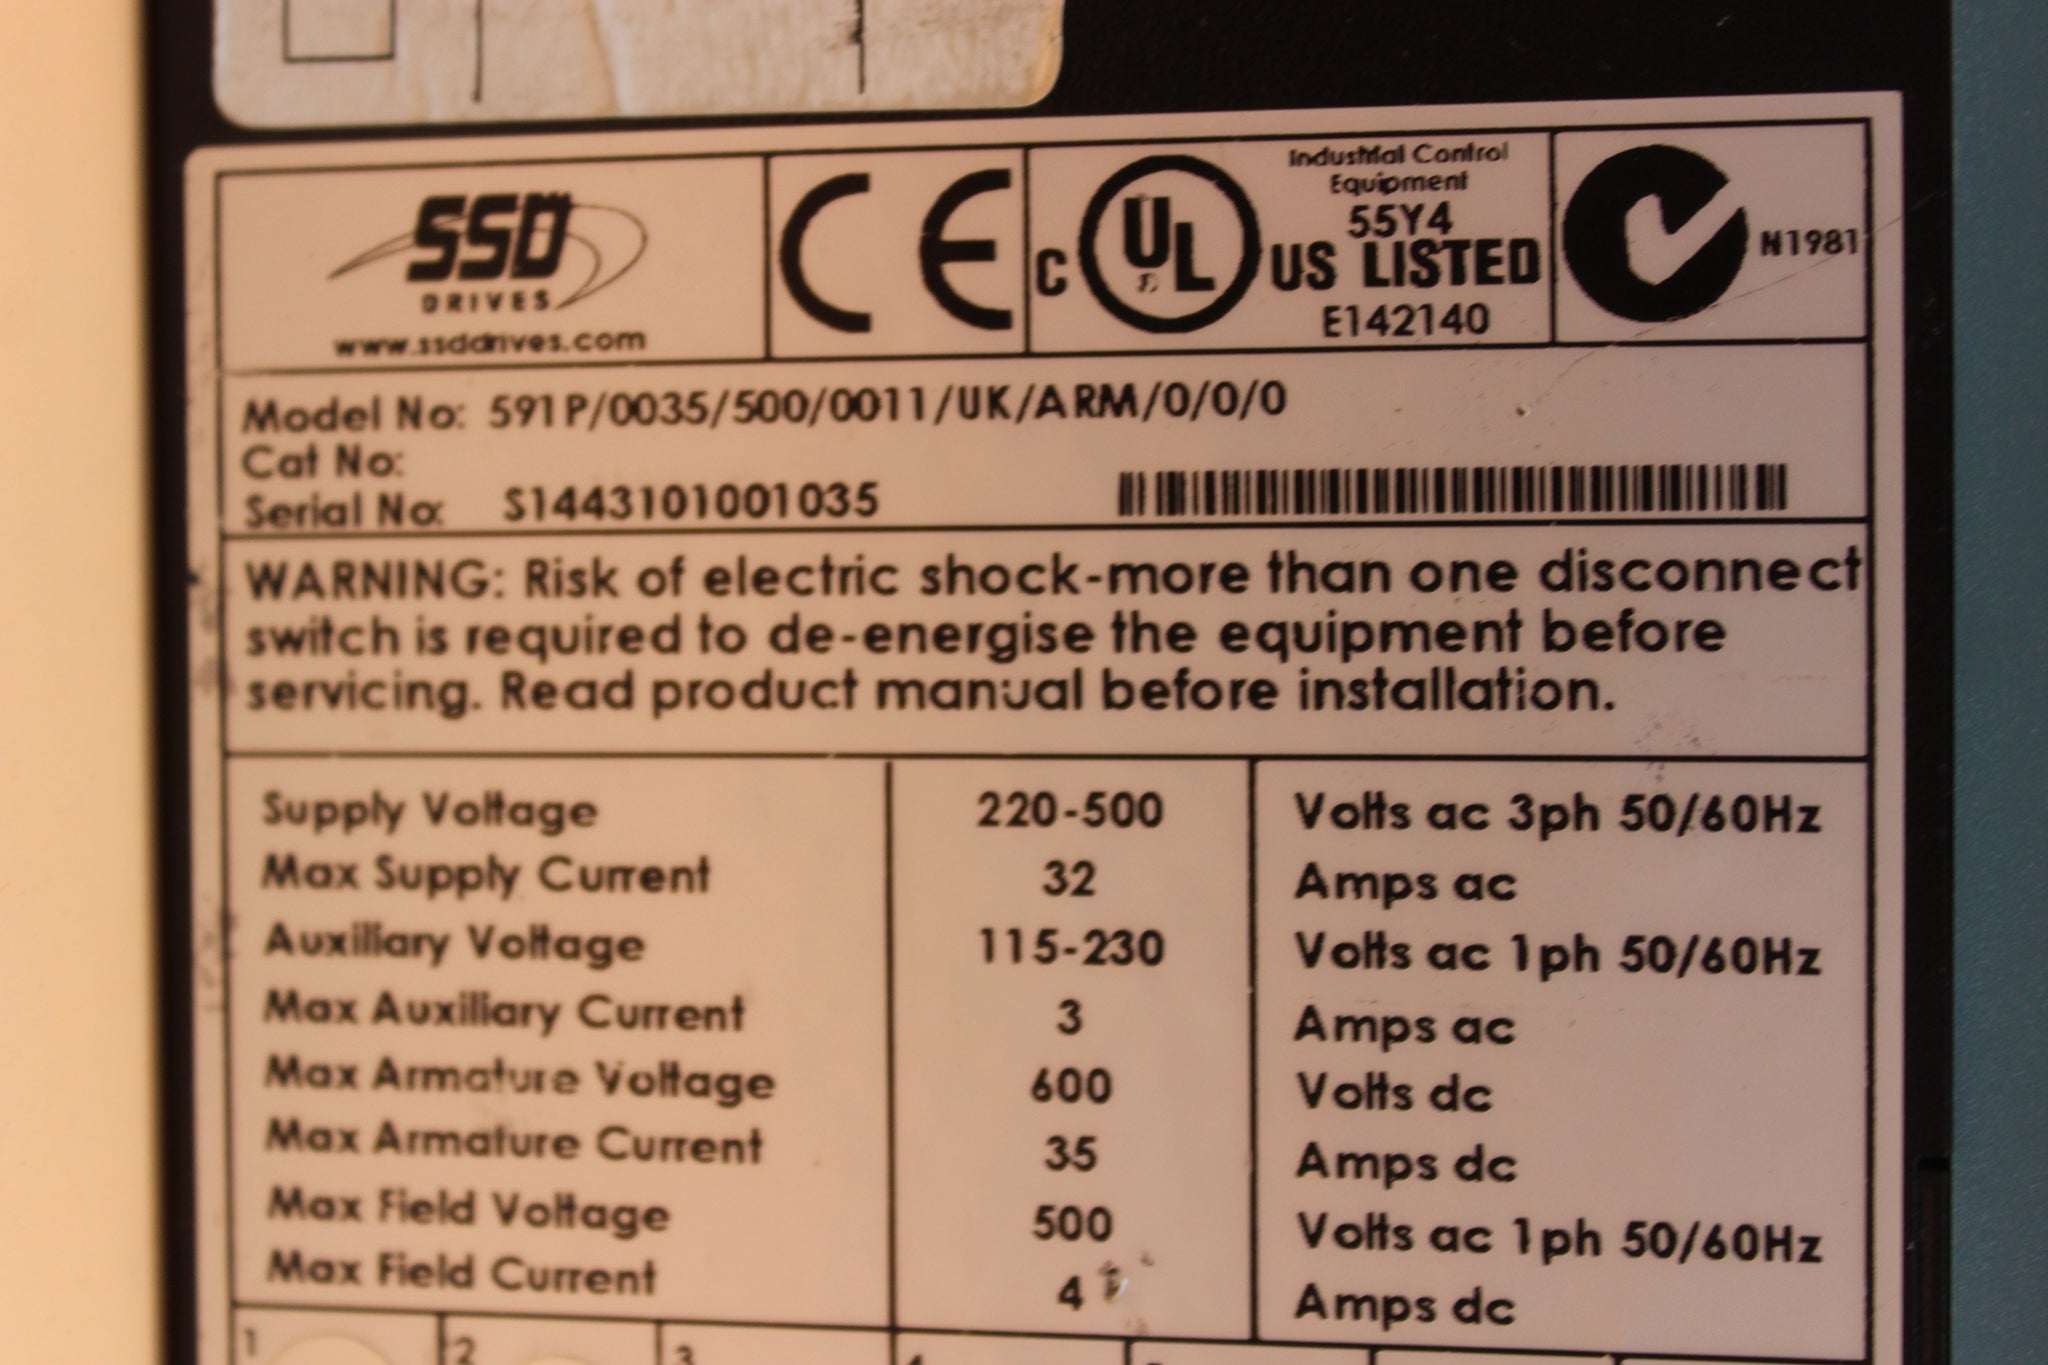 SSD
DRIVES
www.ssddrives.com
CE
C UL US LISTED
Industrial Control
Equipment
55Y4
E142140
N1981
Model No: 591P/0035/500/0011/UK/ARM/0/0/0
Cat No:
Serial No: S1443101001035
WARNING: Risk of electric shock-more than one disconnect
switch is required to de-energise the equipment before
servicing. Read product manual before installation.
Supply Voltage 220-500 Volts ac 3ph 50/60Hz
Max Supply Current 32 Amps ac
Auxiliary Voltage 115-230 Volts ac 1ph 50/60Hz
Max Auxiliary Current 3 Amps ac
Max Armature Voltage 600 Volts dc
Max Armature Current 35 Amps dc
Max Field Voltage 500 Volts ac 1ph 50/60Hz
Max Field Current 4 Amps dc
1 2 3